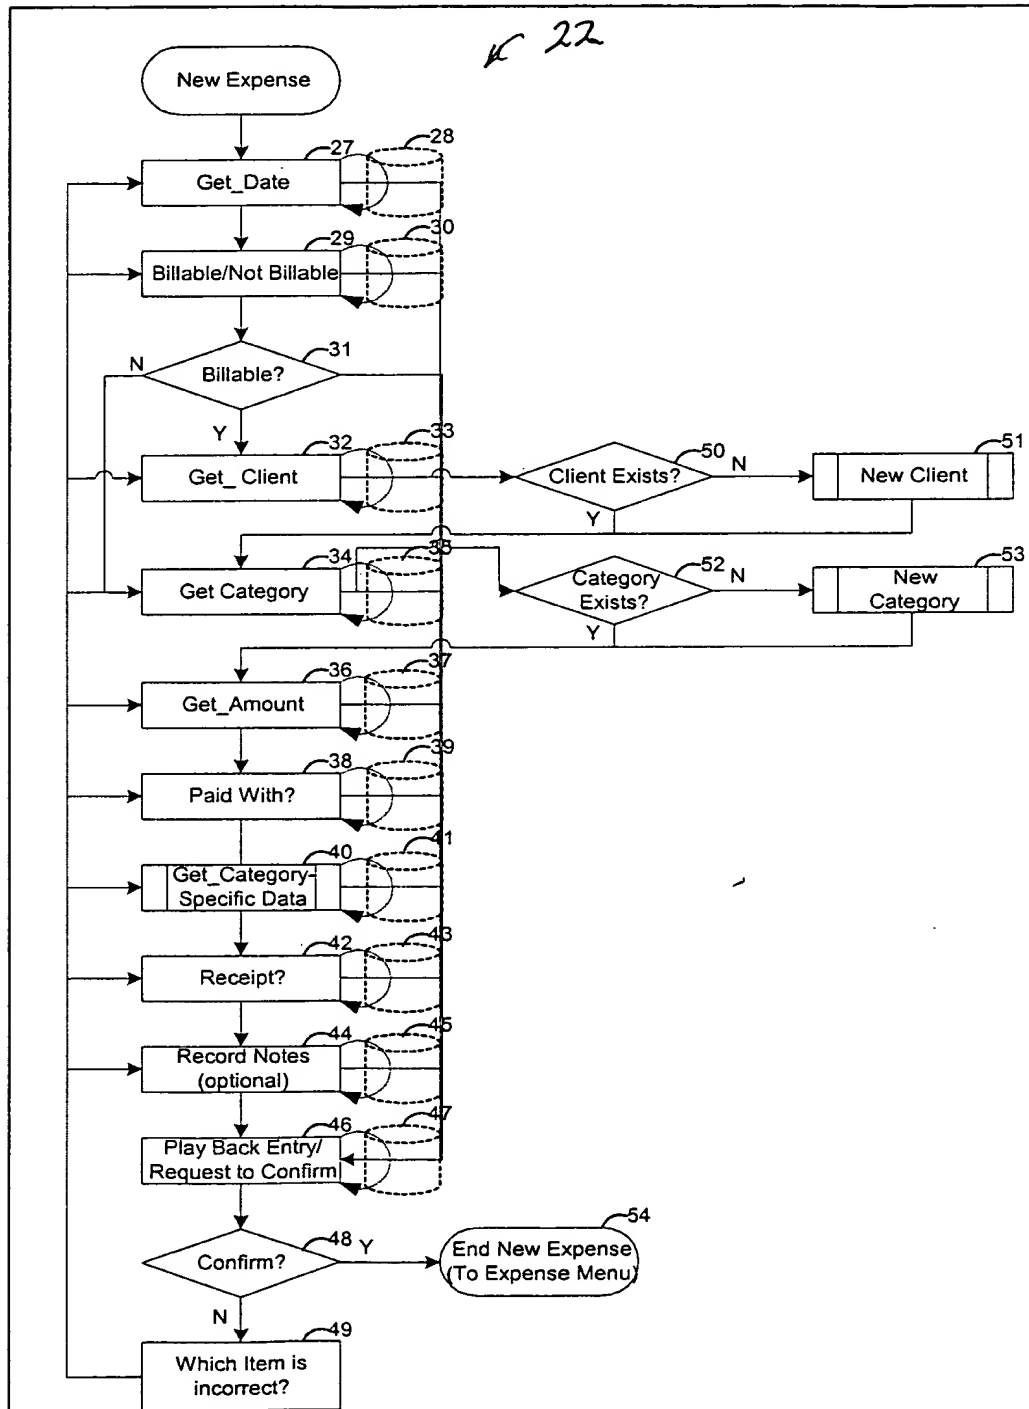 22
New Expense
27
28
Get_Date
29
30
Billable/Not Billable
31
N
Billable?
Y
32
33
50
51
Get_ Client
Client Exists?
N
New Client
Y
34
35
52
53
Get Category
Category
Exists?
N
New
Category
Y
36
37
Get_Amount
38
39
Paid With?
40
41
Get_Category-
Specific Data
42
43
Receipt?
44
45
Record Notes
(optional)
46
47
Play Back Entry/
Request to Confirm
48
54
Confirm?
Y
End New Expense
(To Expense Menu)
N
49
Which Item is
incorrect?